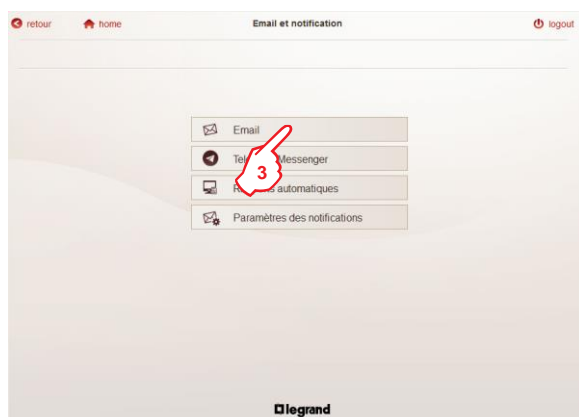 retour home Email et notification logout
Email
Messenger
3
automatiques
Paramètres des notifications
legrand